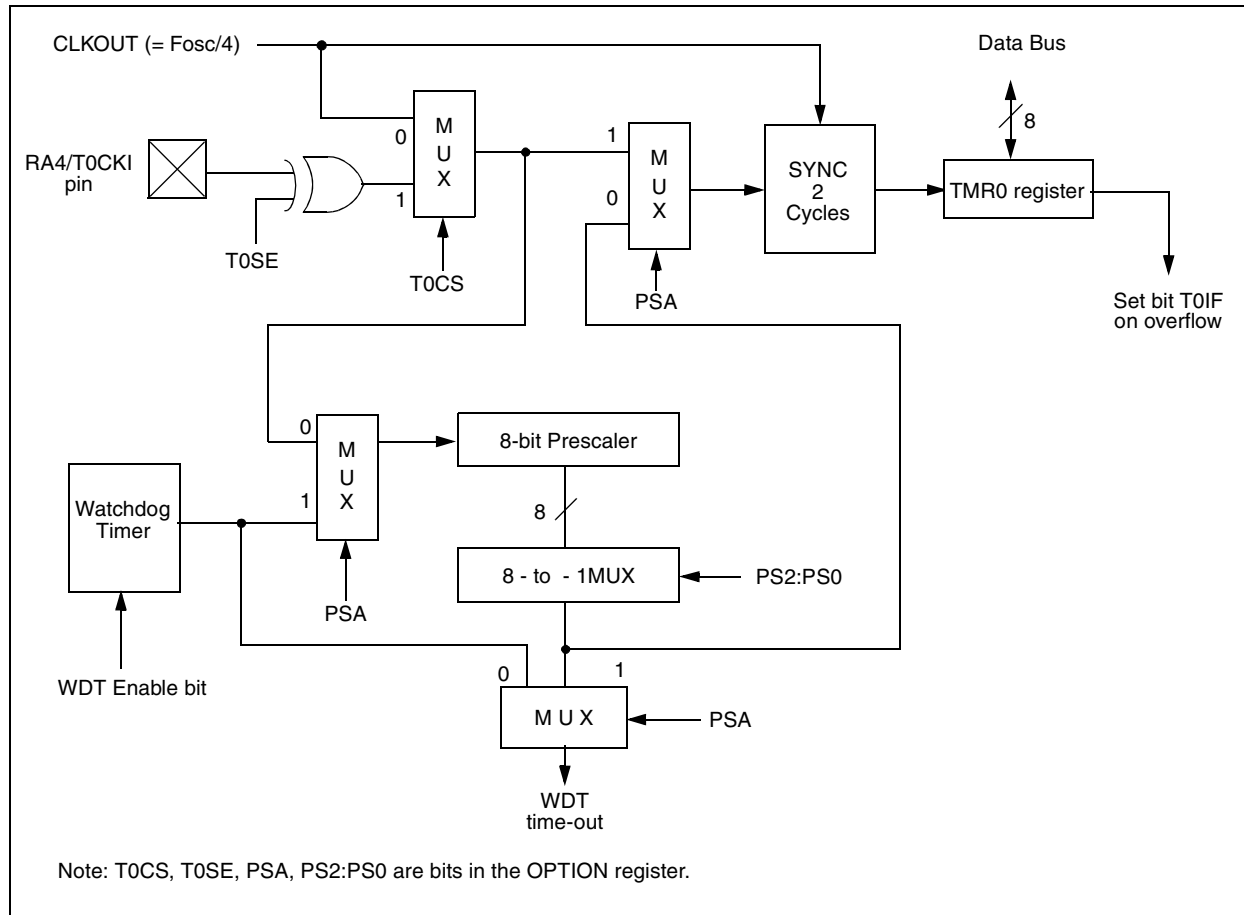 CLKOUT (= Fosc/4)
Data Bus
8
RA4/T0CKI
pin
0
1
M
U
X
T0SE
T0CS
1
0
M
U
X
PSA
SYNC
2
Cycles
TMR0 register
Set bit T0IF
on overflow
0
1
M
U
X
PSA
8-bit Prescaler
8
Watchdog
Timer
WDT Enable bit
8 - to - 1MUX
PS2:PS0
0
1
M U X
PSA
WDT
time-out
Note: T0CS, T0SE, PSA, PS2:PS0 are bits in the OPTION register.